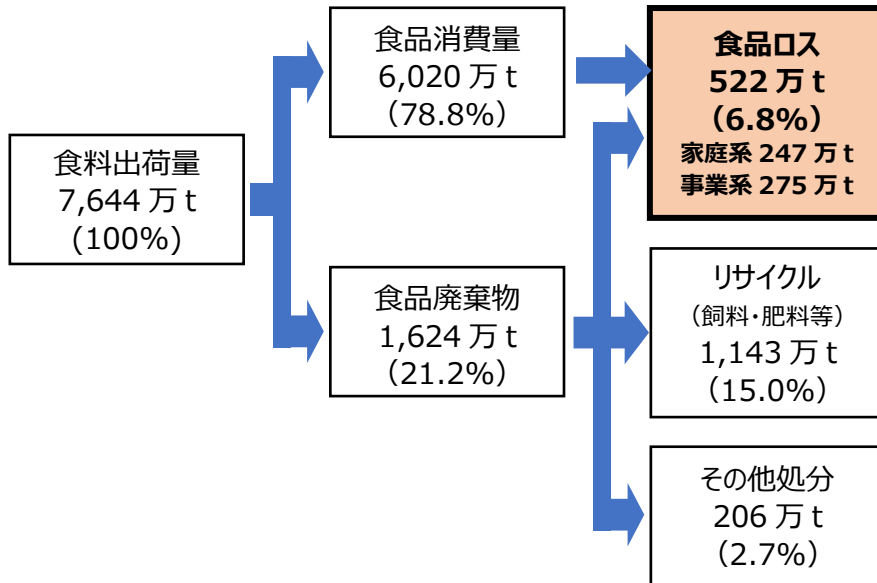 食料出荷量
7,644 万 t
(100%)
食品消費量
6,020 万 t
(78.8%)
食品廃棄物
1,624 万 t
(21.2%)
食品ロス
522 万 t
(6.8%)
家庭系 247 万 t
事業系 275 万 t
リサイクル
(飼料・肥料等)
1,143 万 t
(15.0%)
その他処分
206 万 t
(2.7%)